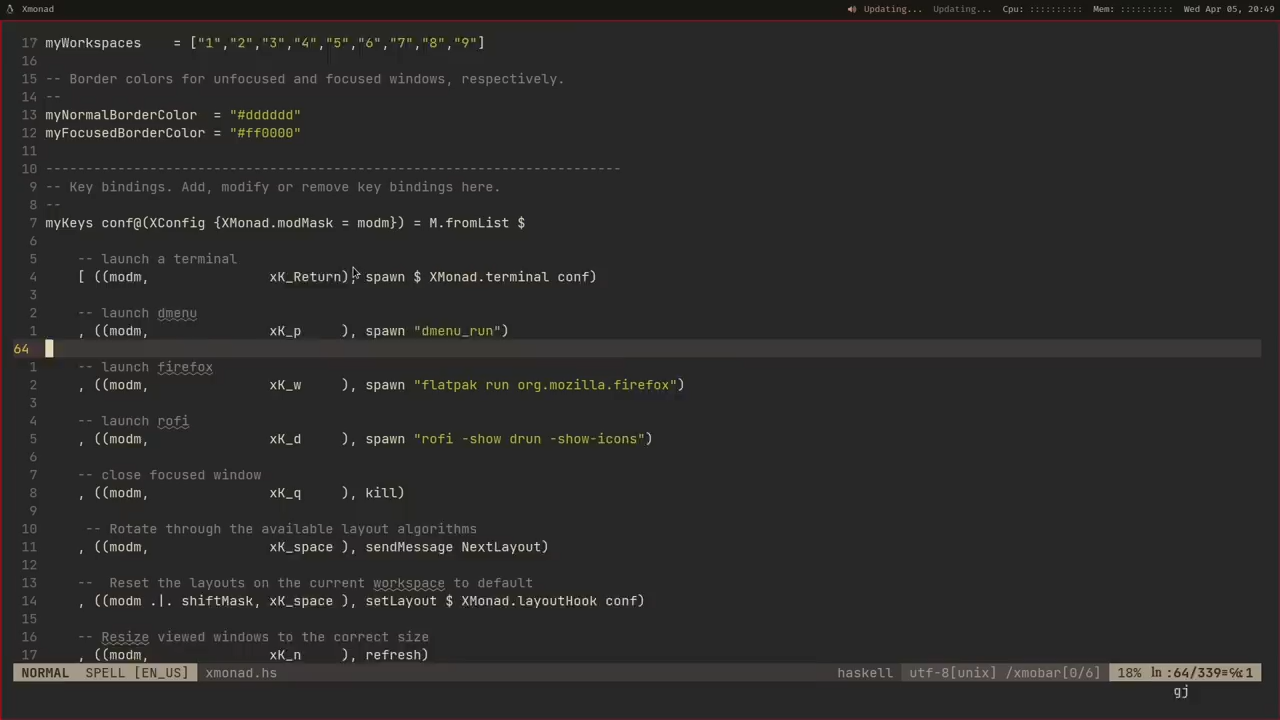 Xmonad Updating... Updating... Cpu: :::::::::: Mem: :::::::::: Wed Apr 05, 20:49
17 myWorkspaces    = ["1","2","3","4","5","6","7","8","9"]
16
15 -- Border colors for unfocused and focused windows, respectively.
14 --
13 myNormalBorderColor  = "#dddddd"
12 myFocusedBorderColor = "#ff0000"
11
10 ------------------------------------------------------------------------
9 -- Key bindings. Add, modify or remove key bindings here.
8 --
7 myKeys conf@(XConfig {XMonad.modMask = modm}) = M.fromList $
6
5     -- launch a terminal
4     [ ((modm,               xK_Return), spawn $ XMonad.terminal conf)
3
2     -- launch dmenu
1     , ((modm,               xK_p     ), spawn "dmenu_run")
64
1     -- launch firefox
2     , ((modm,               xK_w     ), spawn "flatpak run org.mozilla.firefox")
3
4     -- launch rofi
5     , ((modm,               xK_d     ), spawn "rofi -show drun -show-icons")
6
7     -- close focused window
8     , ((modm,               xK_q     ), kill)
9
10      -- Rotate through the available layout algorithms
11     , ((modm,               xK_space ), sendMessage NextLayout)
12
13     --  Reset the layouts on the current workspace to default
14     , ((modm .|. shiftMask, xK_space ), setLayout $ XMonad.layoutHook conf)
15
16     -- Resize viewed windows to the correct size
17     , ((modm,               xK_n     ), refresh)
NORMAL SPELL [EN_US] xmonad.hs haskell utf-8[unix] /xmobar[0/6] 18% ln :64/339≡℅:1
gj